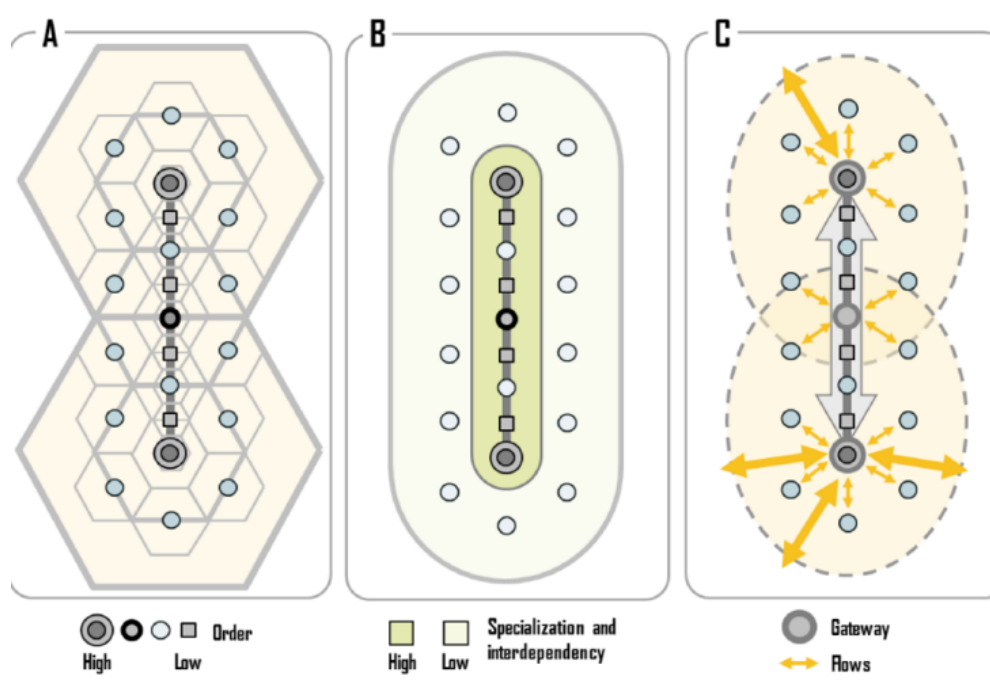 A
B
C
Order
High
Low
Specialization and
interdependency
High
Low
Gateway
Flows